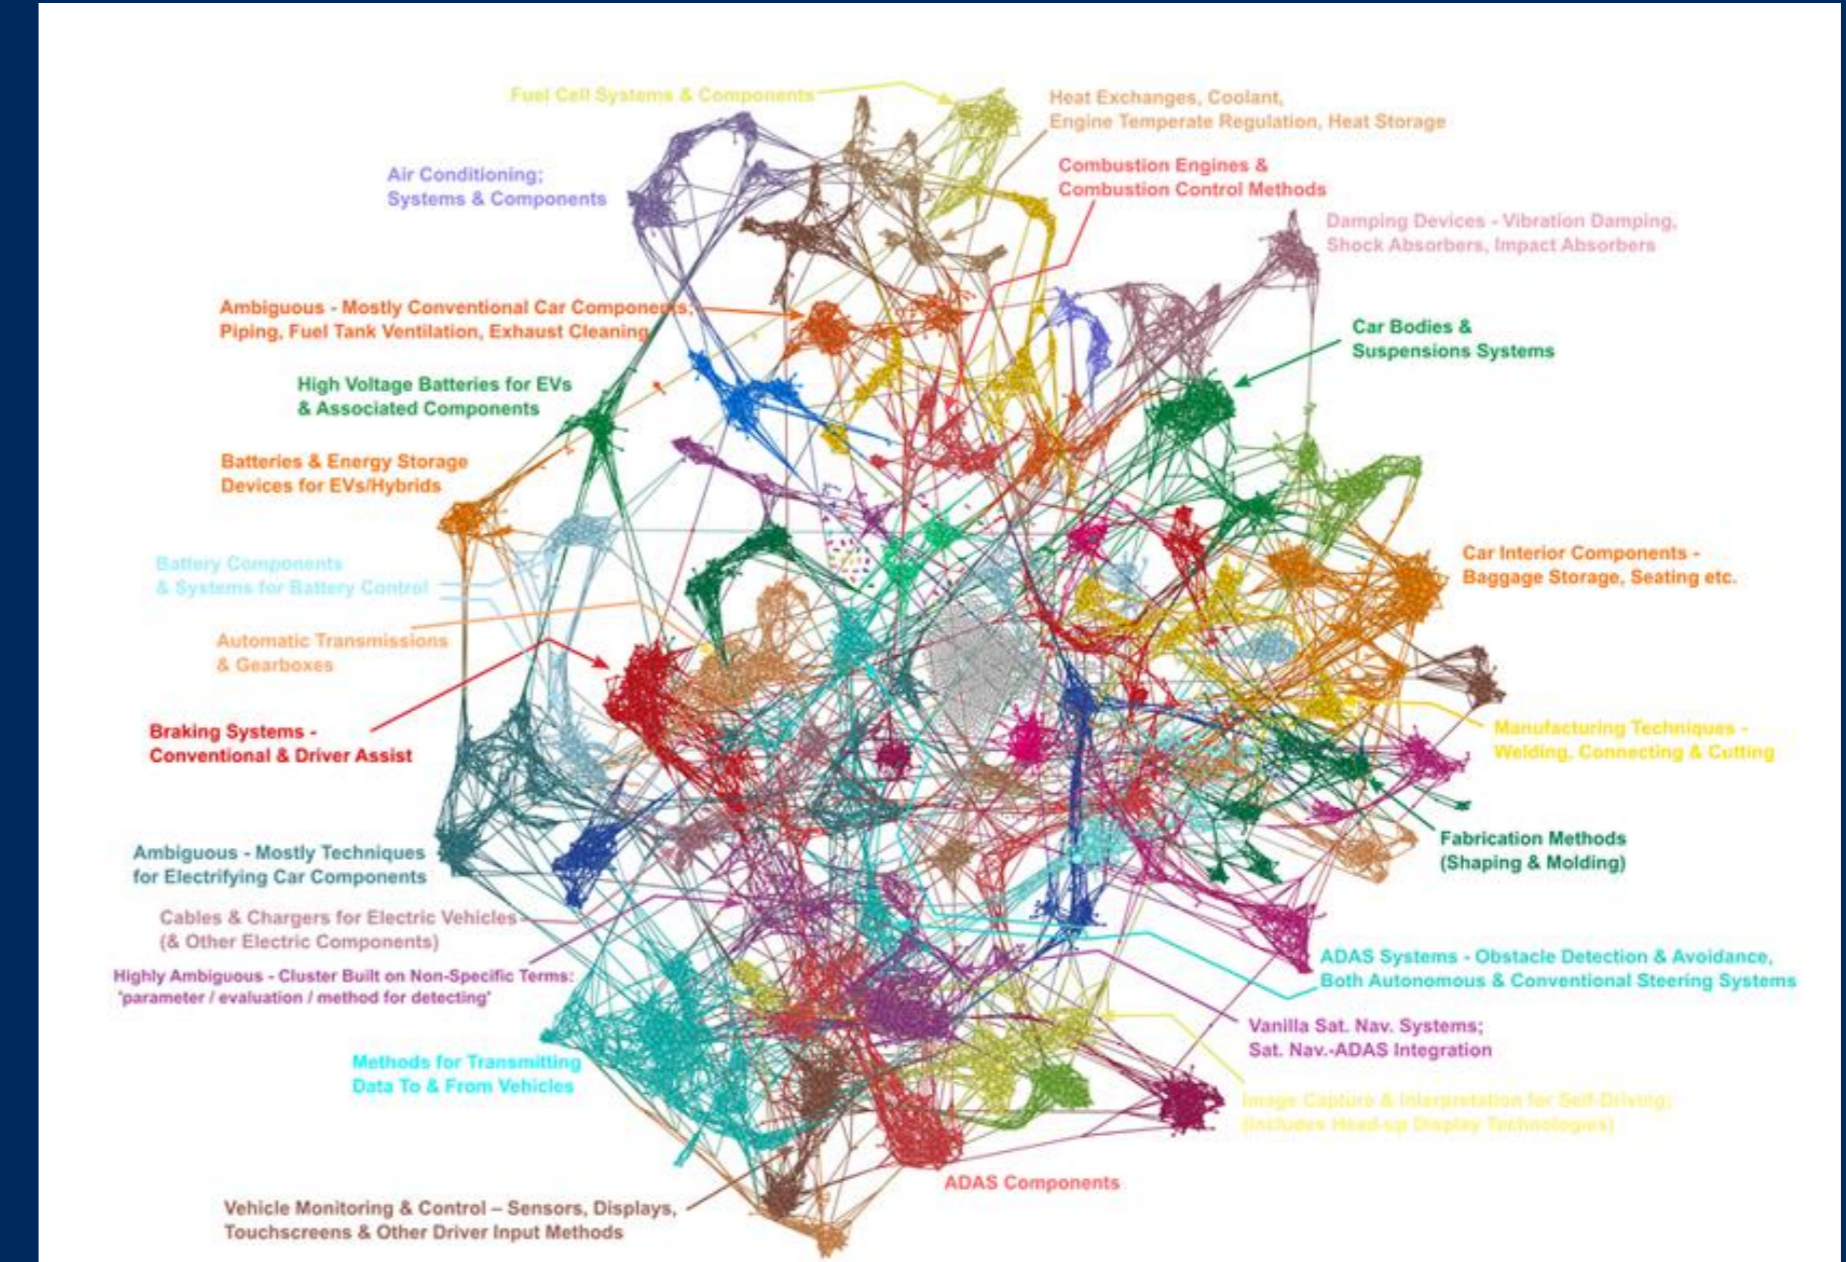 Fuel Cell Systems & Components
Heat Exchanges, Coolant,
Engine Temperate Regulation, Heat Storage
Air Conditioning;
Systems & Components
Combustion Engines &
Combustion Control Methods
Damping Devices - Vibration Damping,
Shock Absorbers, Impact Absorbers
Ambiguous - Mostly Conventional Car Components;
Piping, Fuel Tank Ventilation, Exhaust Cleaning
Car Bodies &
Suspensions Systems
High Voltage Batteries for EVs
& Associated Components
Batteries & Energy Storage
Devices for EVs/Hybrids
Battery Components
& Systems for Battery Control
Car Interior Components -
Baggage Storage, Seating etc.
Automatic Transmissions
& Gearboxes
Braking Systems -
Conventional & Driver Assist
Manufacturing Techniques -
Welding, Connecting & Cutting
Ambiguous - Mostly Techniques
for Electrifying Car Components
Fabrication Methods
(Shaping & Molding)
Cables & Chargers for Electric Vehicles
(& Other Electric Components)
Highly Ambiguous - Cluster Built on Non-Specific Terms:
'parameter / evaluation / method for detecting'
ADAS Systems - Obstacle Detection & Avoidance,
Both Autonomous & Conventional Steering Systems
Vanilla Sat. Nav. Systems;
Sat. Nav.-ADAS Integration
Methods for Transmitting
Data To & From Vehicles
Image Capture & Interpretation for Self-Driving;
(Includes Head-up Display Technologies)
ADAS Components
Vehicle Monitoring & Control – Sensors, Displays,
Touchscreens & Other Driver Input Methods